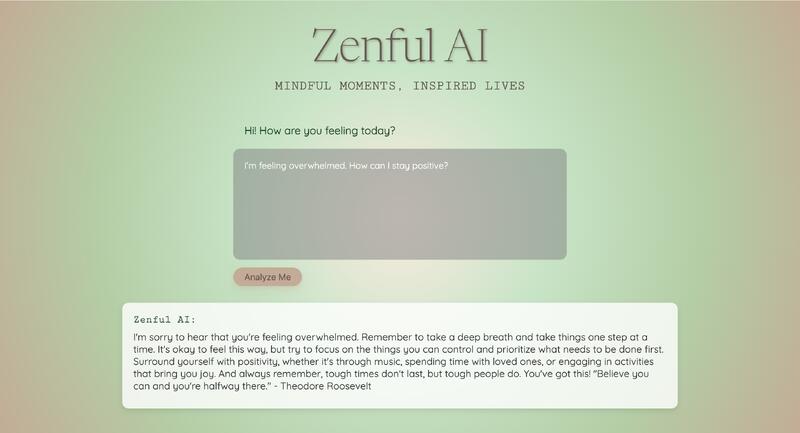 Zenful AI
MINDFUL MOMENTS, INSPIRED LIVES
Hi! How are you feeling today?
I'm feeling overwhelmed. How can I stay positive?
Analyze Me
Zenful AI:
I'm sorry to hear that you're feeling overwhelmed. Remember to take a deep breath and take things one step at a
time. It's okay to feel this way, but try to focus on the things you can control and prioritize what needs to be done first.
Surround yourself with positivity, whether it's through music, spending time with loved ones, or engaging in activities
that bring you joy. And always remember, tough times don't last, but tough people do. You've got this! "Believe you
can and you're halfway there." - Theodore Roosevelt